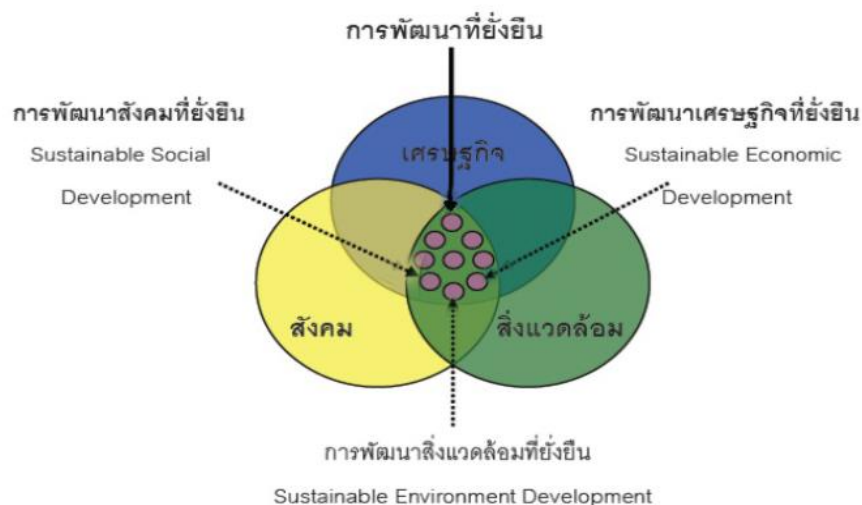 การพัฒนาที่ยั่งยืน
การพัฒนาสังคมที่ยั่งยืน
Sustainable Social
Development
การพัฒนาเศรษฐกิจที่ยั่งยืน
Sustainable Economic
Development
เศรษฐกิจ
สังคม
สิ่งแวดล้อม
การพัฒนาสิ่งแวดล้อมที่ยั่งยืน
Sustainable Environment Development